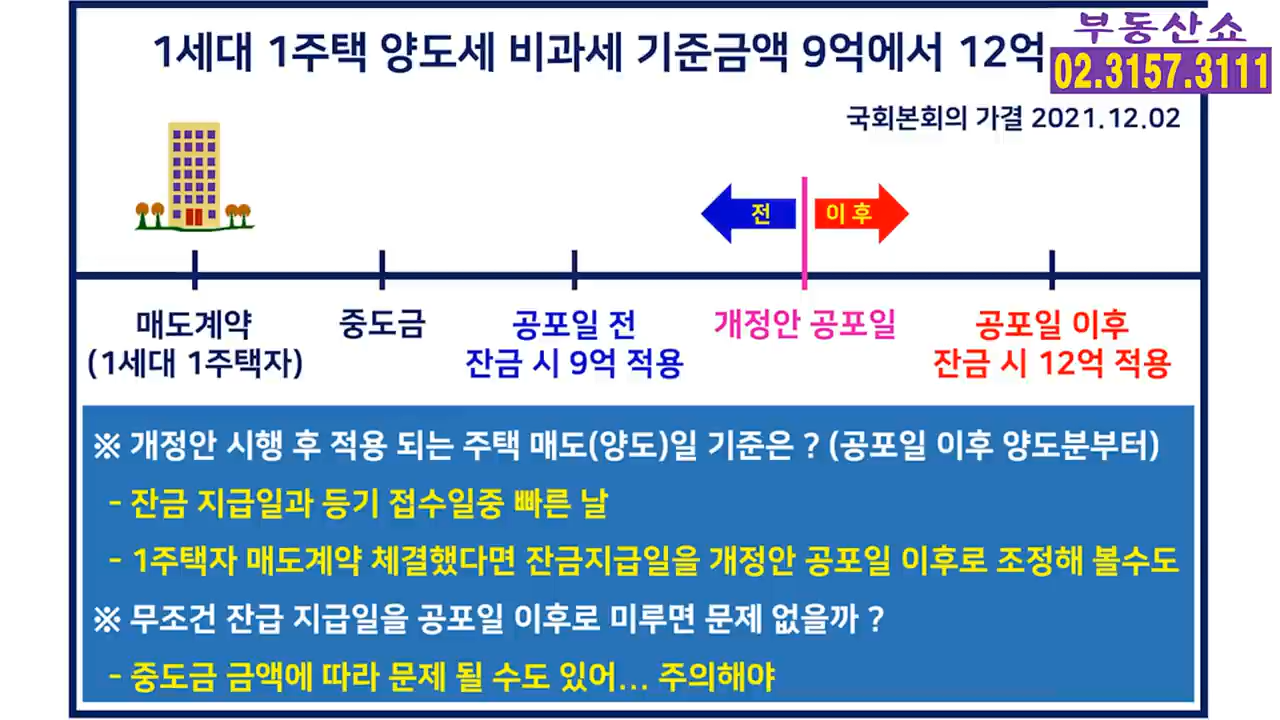 1세대 1주택 양도세 비과세 기준금액 9억에서 12억
부동산쇼
02.3157.3111
국회본회의 가결 2021.12.02
전
이후
매도계약
(1세대 1주택자)
중도금
공포일 전
잔금 시 9억 적용
개정안 공포일
공포일 이후
잔금 시 12억 적용
※ 개정안 시행 후 적용 되는 주택 매도(양도)일 기준은 ? (공포일 이후 양도분부터)
- 잔금 지급일과 등기 접수일중 빠른 날
- 1주택자 매도계약 체결했다면 잔금지급일을 개정안 공포일 이후로 조정해 볼수도
※ 무조건 잔급 지급일을 공포일 이후로 미루면 문제 없을까 ?
- 중도금 금액에 따라 문제 될 수도 있어... 주의해야